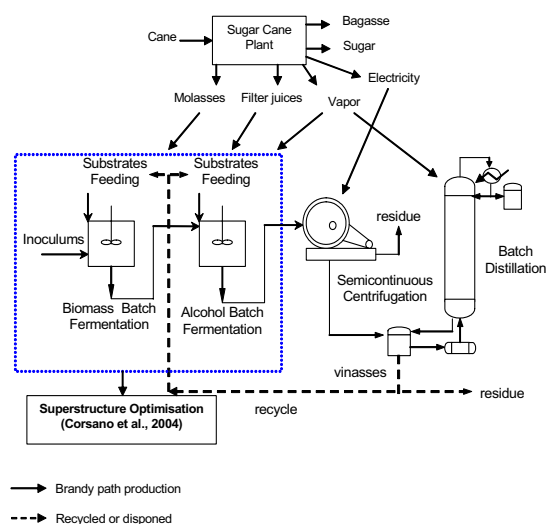 Cane
Sugar Cane
Plant
Bagasse
Sugar
Electricity
Molasses
Filter juices
Vapor
Substrates
Feeding
Substrates
Feeding
Inoculums
Biomass Batch
Fermentation
Alcohol Batch
Fermentation
residue
Semicontinuous
Centrifugation
Batch
Distillation
vinasses
residue
recycle
Superstructure Optimisation
(Corsano et al., 2004)
Brandy path production
Recycled or disponed